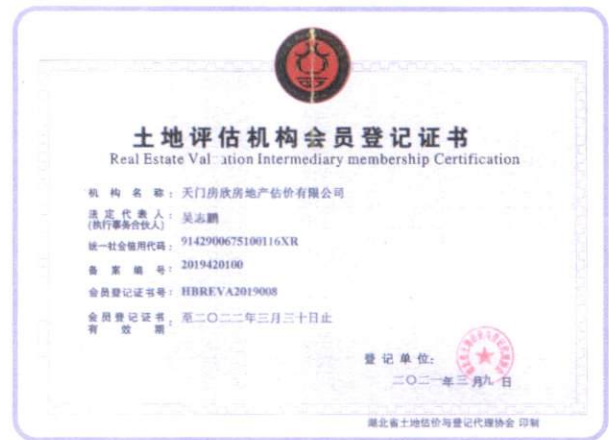 土地评估机构会员登记证书
Real Estate Val ation Intermediary membership Certification
机构名称：天门房欣房地产估价有限公司
法定代表人：吴志鹏
(执行事务合伙人)
统一社会信用代码：9142900675100116XR
备案编号：2019420100
会员登记证书号：HBREVA2019008
会员登记证书有效期：至二〇二二年三月三十日止
登记单位：
二〇二一年三月九日
湖北省土地估价与登记代理协会 印制